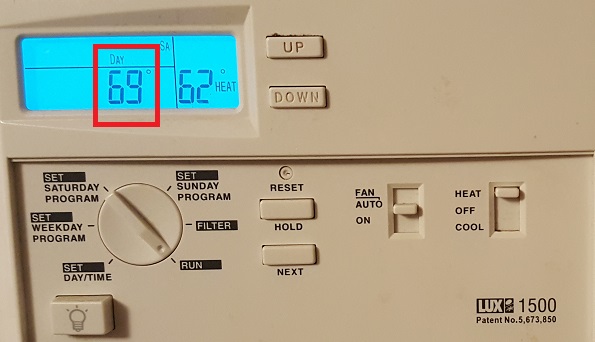 SA
DAY
69° 62° HEAT
UP
DOWN
SET
SATURDAY
PROGRAM
SET
SUNDAY
PROGRAM
SET
WEEKDAY
PROGRAM
FILTER
SET
DAY/TIME
RUN
RESET
HOLD
NEXT
FAN
AUTO
ON
HEAT
OFF
COOL
LUX 1500
Patent No.5,673,850